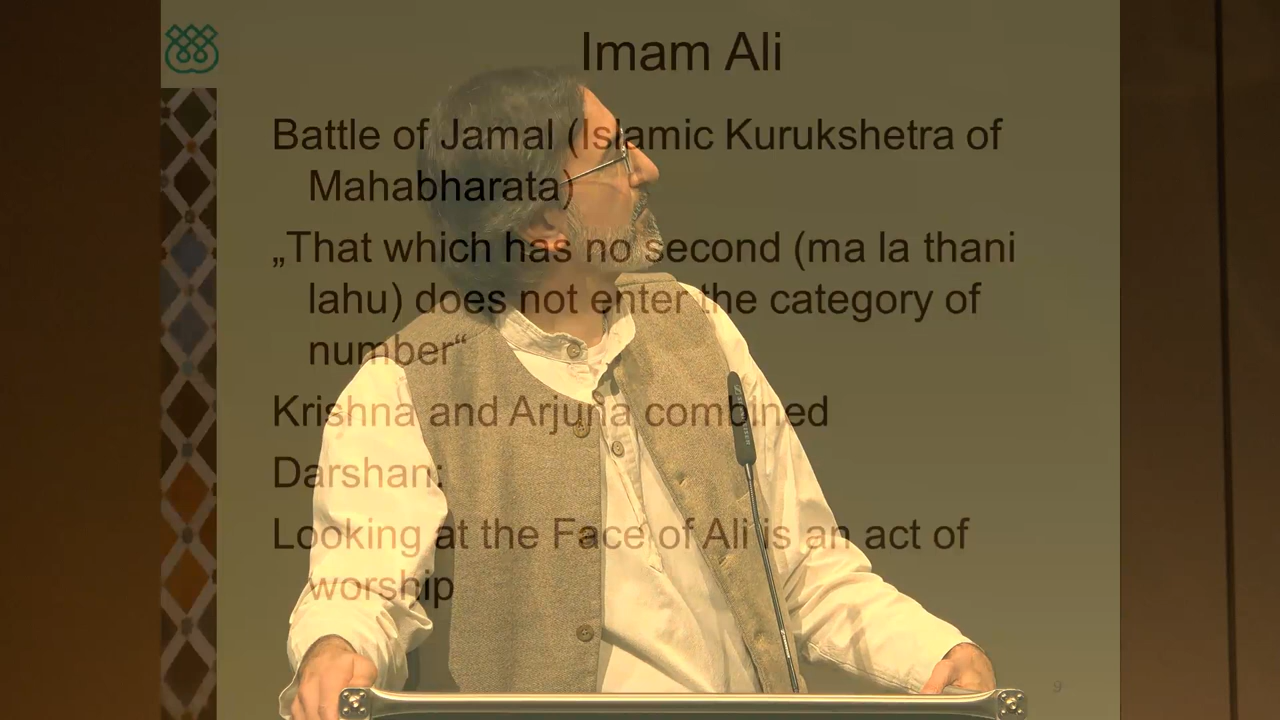 Imam Ali
Battle of Jamal (Islamic Kurukshetra of
Mahabharata)
„That which has no second (ma la thani
lahu) does not enter the category of
number“
Krishna and Arjuna combined
Darshan:
Looking at the Face of Ali is an act of
worship
9